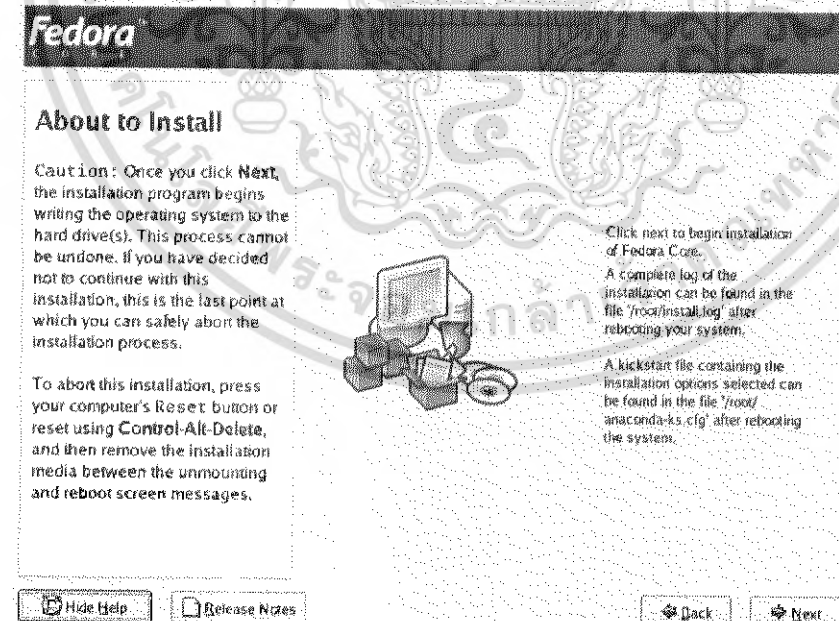 Fedora™
CORE
About to Install
Caution: Once you click Next,
the installation program begins
writing the operating system to the
hard drive(s). This process cannot
be undone. If you have decided
not to continue with this
installation, this is the last point at
which you can safely abort the
installation process.
To abort this installation, press
your computer's Reset button or
reset using Control-Alt-Delete,
and then remove the installation
media between the unmounting
and reboot screen messages.
Click next to begin installation
of Fedora Core.
A complete log of the
installation can be found in the
file '/root/install.log' after
rebooting your system.
A kickstart file containing the
installation options selected can
be found in the file '/root/
anaconda-ks.cfg' after rebooting
the system.
Hide Help
Release Notes
Back
Next